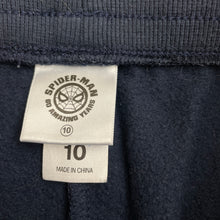 SPIDER-MAN
60 AMAZING YEARS
10
10
MADE IN CHINA